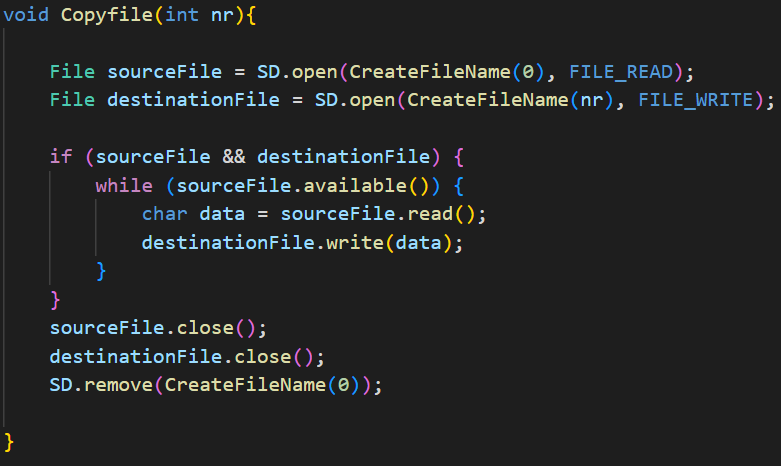 void Copyfile(int nr){
File sourceFile = SD.open(CreateFileName(0), FILE_READ);
File destinationFile = SD.open(CreateFileName(nr), FILE_WRITE);
if (sourceFile && destinationFile) {
while (sourceFile.available()) {
char data = sourceFile.read();
destinationFile.write(data);
}
}
sourceFile.close();
destinationFile.close();
SD.remove(CreateFileName(0));
}